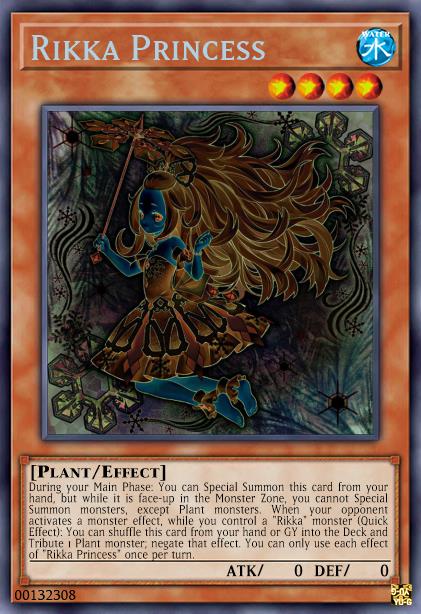 RIKKA PRINCESS
WATER
水
[PLANT/EFFECT]
During your Main Phase: You can Special Summon this card from your
hand, but while it is face-up in the Monster Zone, you cannot Special
Summon monsters, except Plant monsters. When your opponent
activates a monster effect, while you control a "Rikka" monster (Quick
Effect): You can shuffle this card from your hand or GY into the Deck and
Tribute 1 Plant monster; negate that effect. You can only use each effect
of "Rikka Princess" once per turn.
ATK/ 0 DEF/ 0
00132308